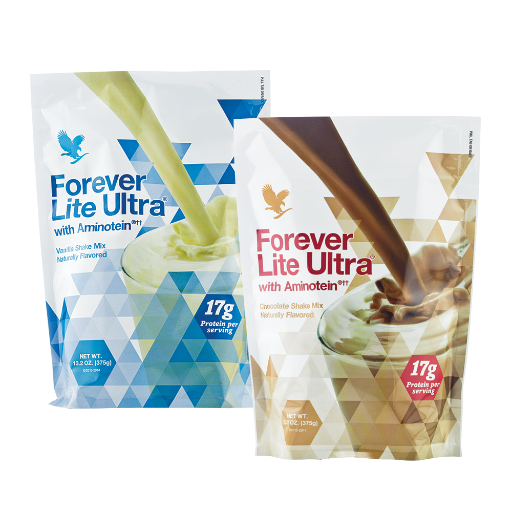 Forever
Lite Ultra®
with Aminotein®††
Vanilla Shake Mix
Naturally Flavored
17g
Protein per
serving
NET WT.
13.2 OZ. (375g)
Forever
Lite Ultra®
with Aminotein®††
Chocolate Shake Mix
Naturally Flavored
17g
Protein per
serving
NET WT.
OZ. (375g)